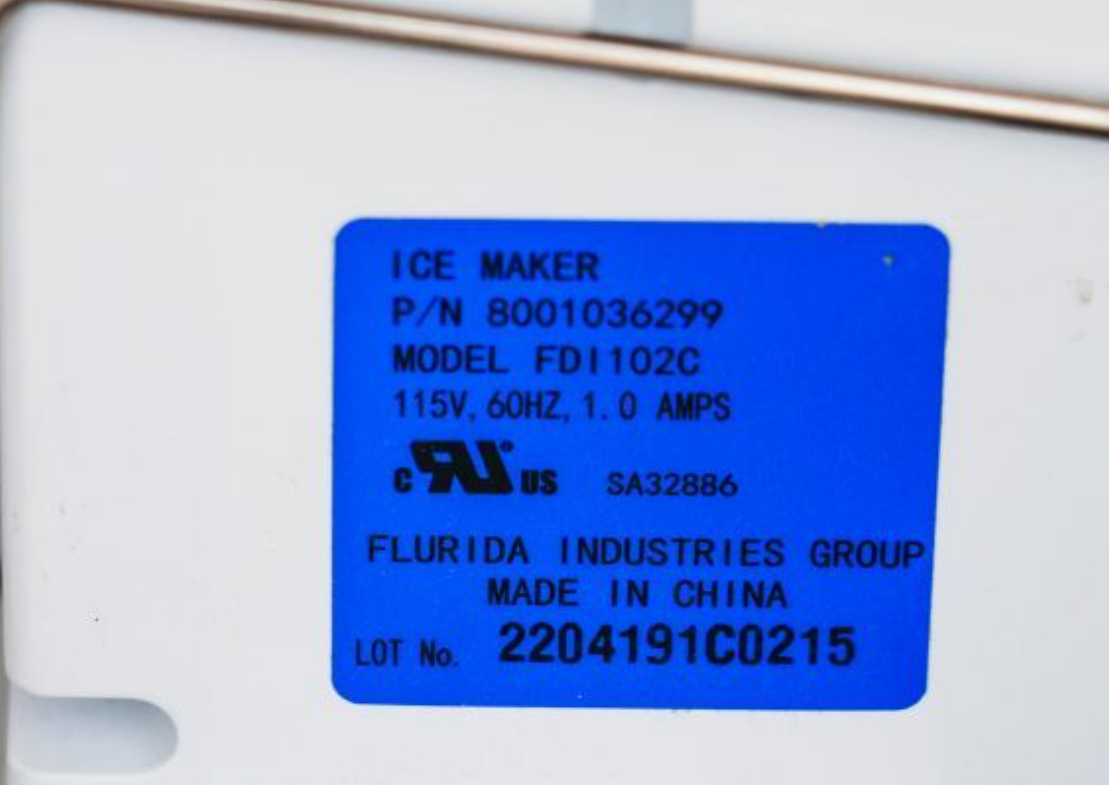 ICE MAKER
P/N 8001036299
MODEL FDI102C
115V, 60HZ, 1.0 AMPS
c RU® US SA32886
FLURIDA INDUSTRIES GROUP
MADE IN CHINA
LOT No. 2204191C0215